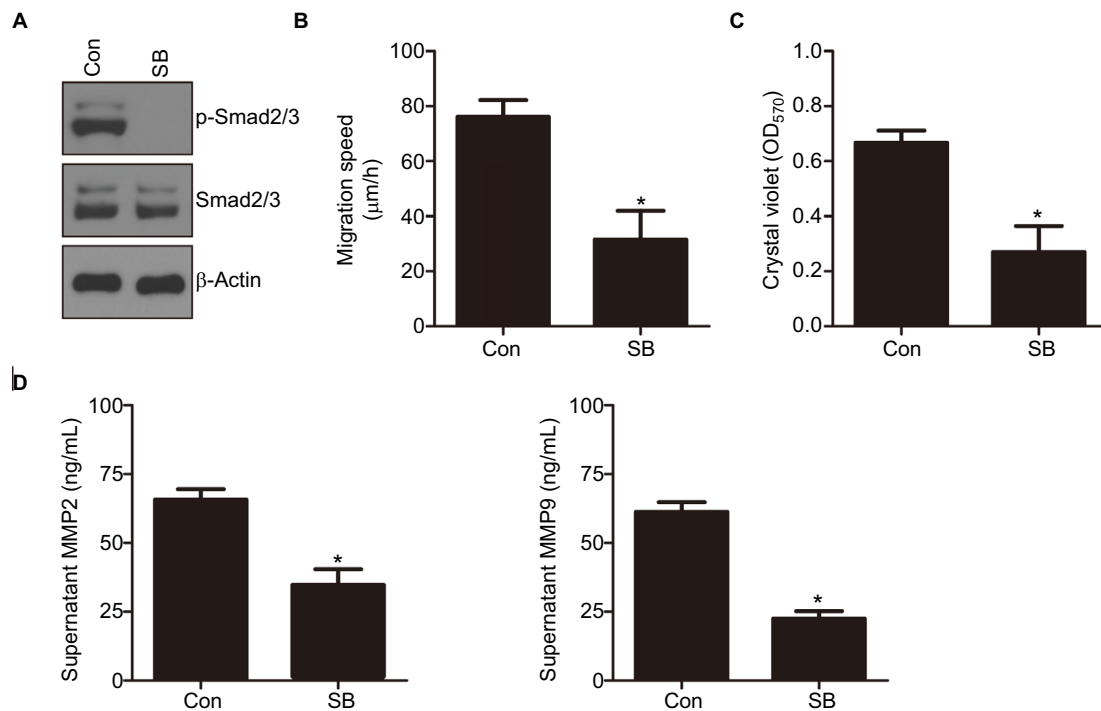 A
Con
SB
p-Smad2/3
Smad2/3
β-Actin
B
Migration speed
(μm/h)
100
80
60
40
20
0
*
Con
SB
C
Crystal violet (OD570)
1.0
0.8
0.6
0.4
0.2
0.0
*
Con
SB
D
Supernatant MMP2 (ng/mL)
100
75
50
25
0
*
Con
SB
Supernatant MMP9 (ng/mL)
100
75
50
25
0
*
Con
SB